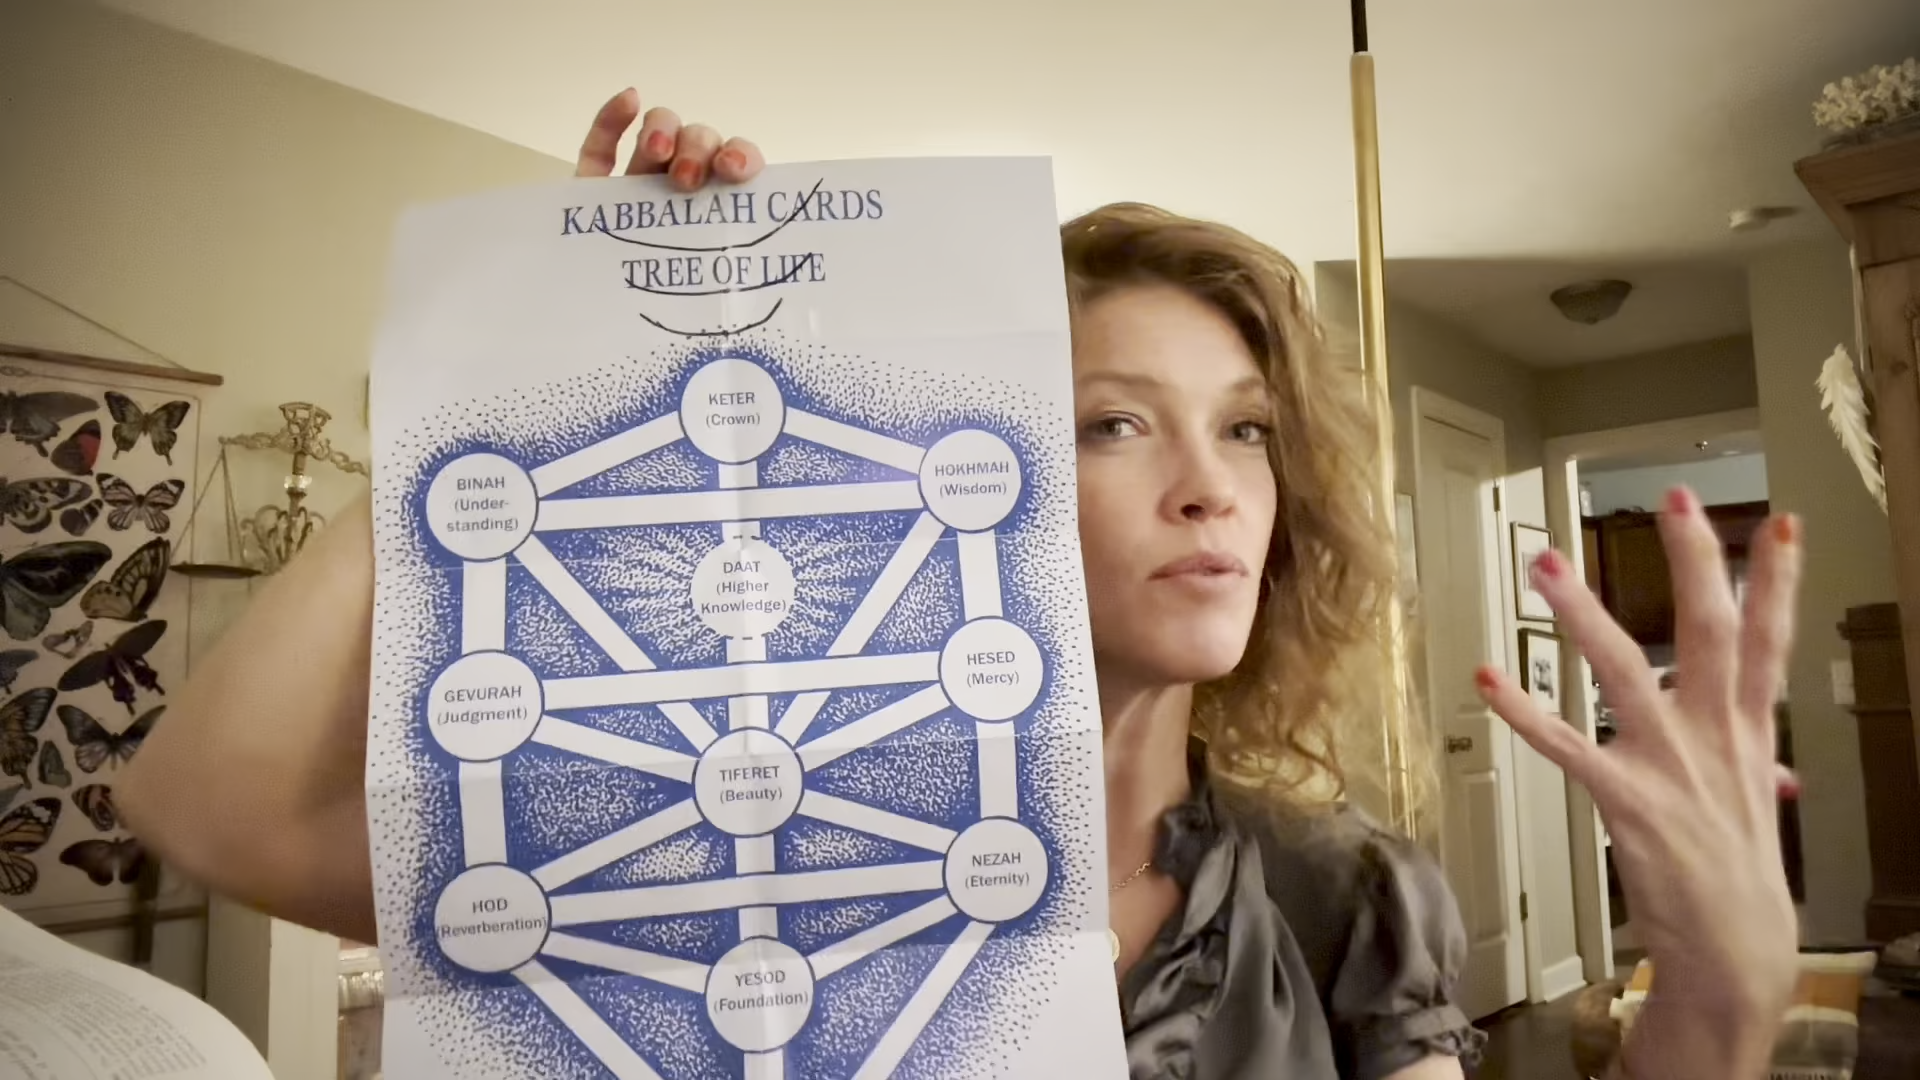 KABBALAH CARDS
TREE OF LIFE
KETER
(Crown)
BINAH
(Under-
standing)
HOKHMAH
(Wisdom)
DAAT
(Higher
Knowledge)
GEVURAH
(Judgment)
HESED
(Mercy)
TIFERET
(Beauty)
HOD
(Reverberation)
NEZAH
(Eternity)
YESOD
(Foundation)